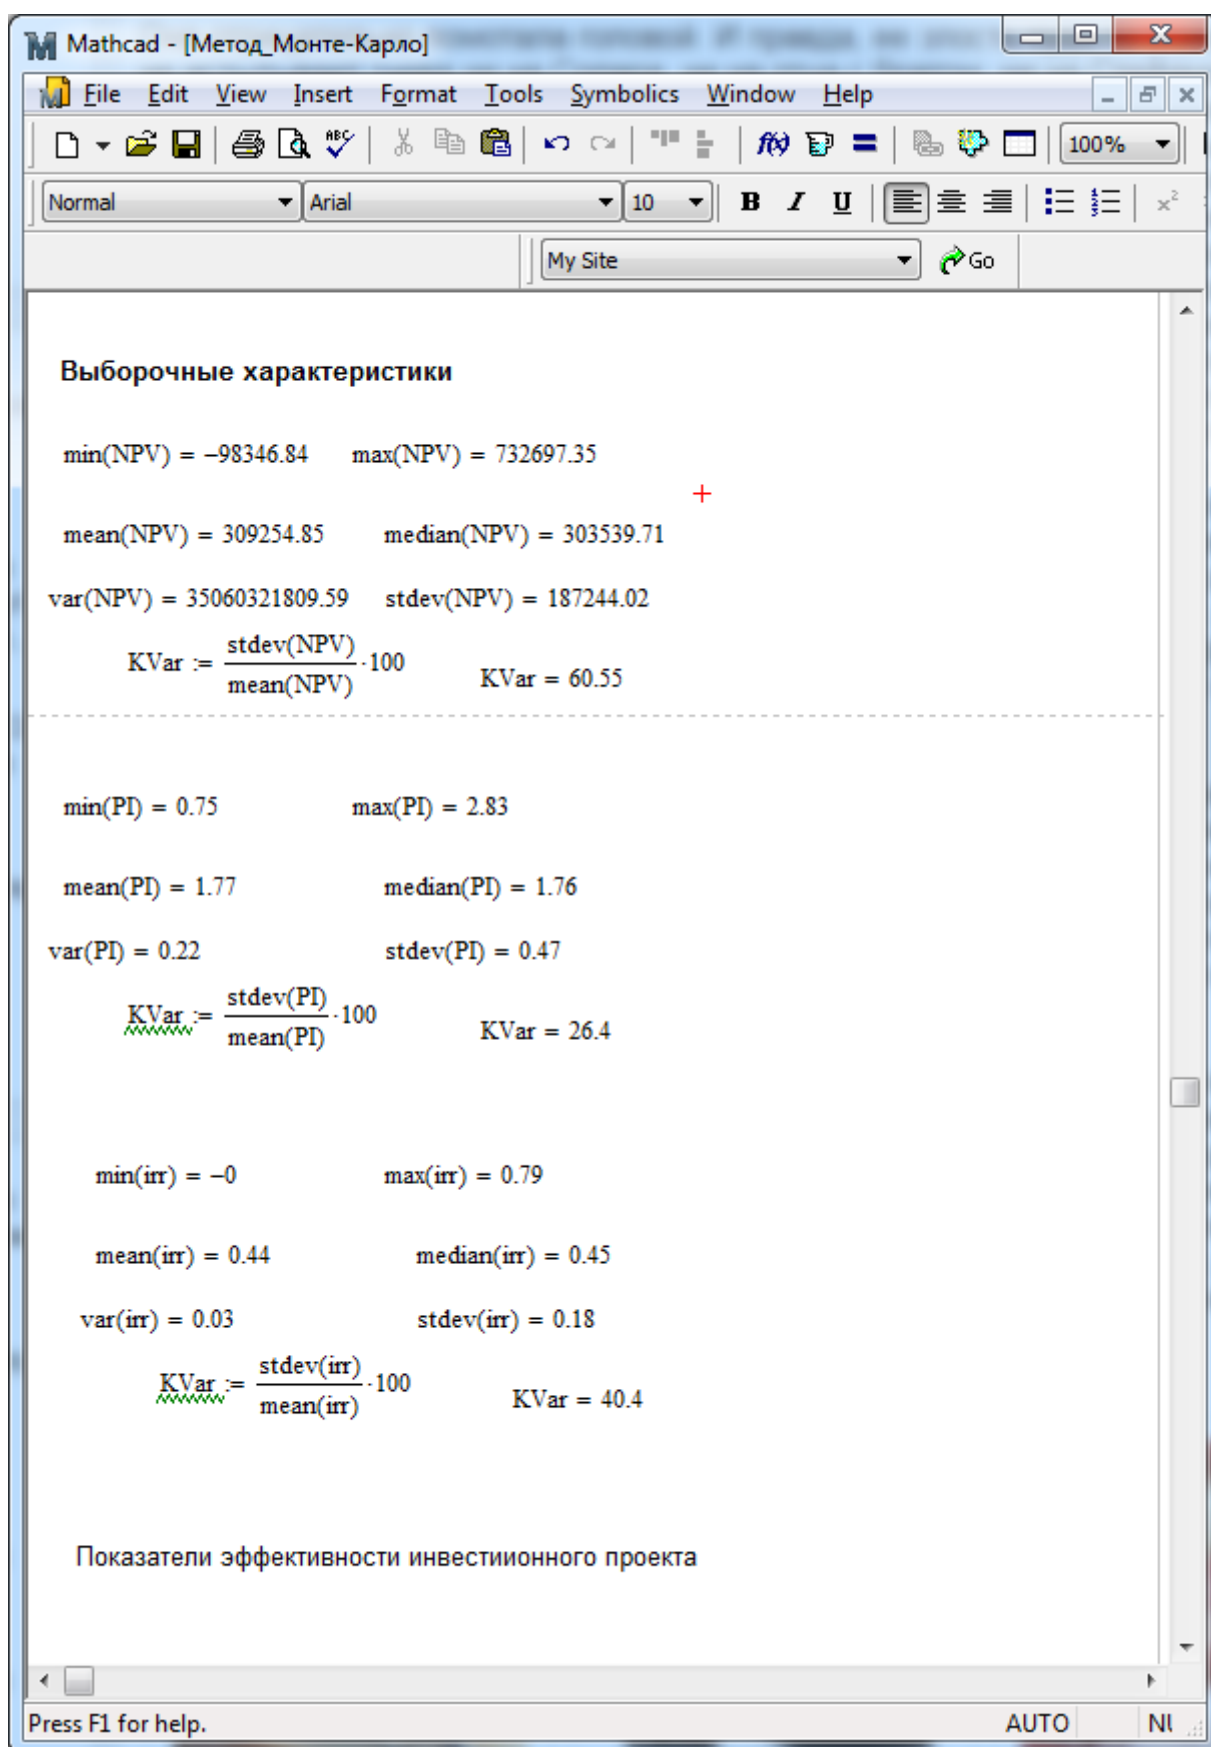 Mathcad - [Метод_Монте-Карло]
File Edit View Insert Format Tools Symbolics Window Help
100%
Normal Arial 10 B I U
My Site Go
Выборочные характеристики
min(NPV) = −98346.84 max(NPV) = 732697.35
mean(NPV) = 309254.85 median(NPV) = 303539.71
var(NPV) = 35060321809.59 stdev(NPV) = 187244.02
KVar := stdev(NPV)/mean(NPV) · 100 KVar = 60.55
min(PI) = 0.75 max(PI) = 2.83
mean(PI) = 1.77 median(PI) = 1.76
var(PI) = 0.22 stdev(PI) = 0.47
KVar := stdev(PI)/mean(PI) · 100 KVar = 26.4
min(irr) = −0 max(irr) = 0.79
mean(irr) = 0.44 median(irr) = 0.45
var(irr) = 0.03 stdev(irr) = 0.18
KVar := stdev(irr)/mean(irr) · 100 KVar = 40.4
Показатели эффективности инвестиионного проекта
Press F1 for help. AUTO